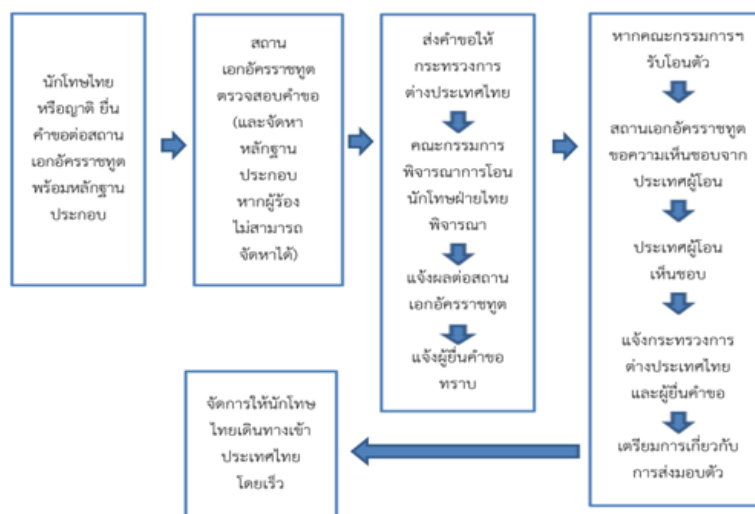 นักโทษไทย
หรือญาติ ยื่น
คำขอต่อสถาน
เอกอัครราชทูต
พร้อมหลักฐาน
ประกอบ
สถาน
เอกอัครราชทูต
ตรวจสอบคำขอ
(และจัดหา
หลักฐาน
ประกอบ
หากผู้ร้อง
ไม่สามารถ
จัดหาได้)
ส่งคำขอให้
กระทรวงการ
ต่างประเทศไทย
คณะกรรมการ
พิจารณาการโอน
นักโทษฝ่ายไทย
พิจารณา
แจ้งผลต่อสถาน
เอกอัครราชทูต
แจ้งผู้ยื่นคำขอ
ทราบ
หากคณะกรรมการฯ
รับโอนตัว
สถานเอกอัครราชทูต
ขอความเห็นชอบจาก
ประเทศผู้โอน
ประเทศผู้โอน
เห็นชอบ
แจ้งกระทรวงการ
ต่างประเทศไทย
และผู้ยื่นคำขอ
เตรียมการเกี่ยวกับ
การส่งมอบตัว
จัดการให้นักโทษ
ไทยเดินทางเข้า
ประเทศไทย
โดยเร็ว